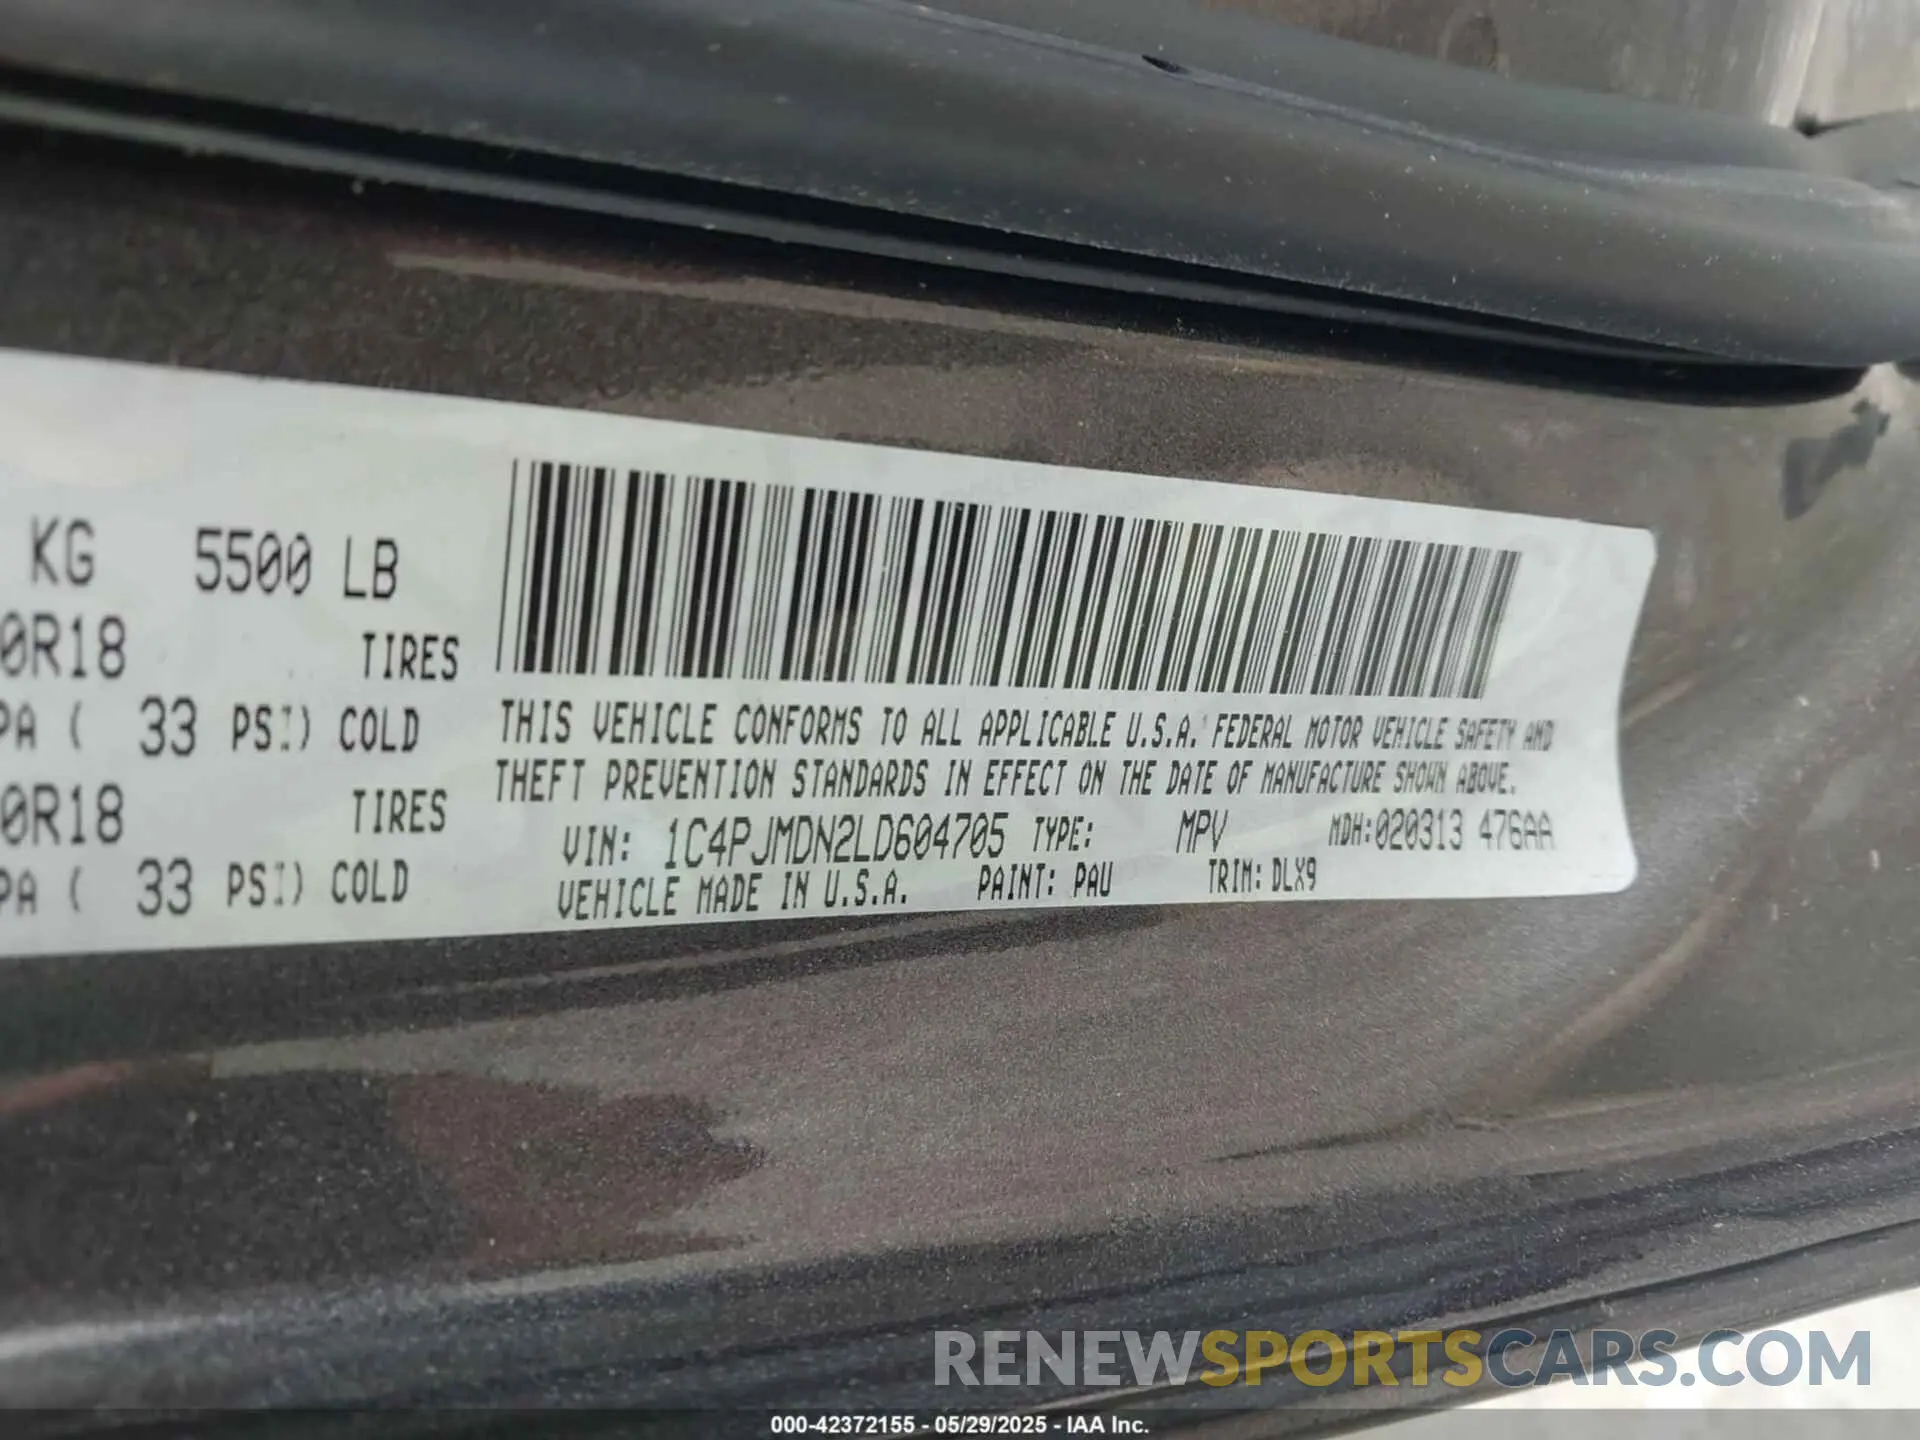 KG 5500 LB
0R18 TIRES
PA ( 33 PSI) COLD
0R18 TIRES
PA ( 33 PSI) COLD
THIS VEHICLE CONFORMS TO ALL APPLICABLE U.S.A. FEDERAL MOTOR VEHICLE SAFETY AND
THEFT PREVENTION STANDARDS IN EFFECT ON THE DATE OF MANUFACTURE SHOWN ABOVE.
VIN: 1C4PJMDN2LD604705 TYPE: MPV MDH:020313 476AA
VEHICLE MADE IN U.S.A. PAINT: PAU TRIM: DLX9
RENEWSPORTSCARS.COM
000-42372155 - 05/29/2025 - IAA Inc.